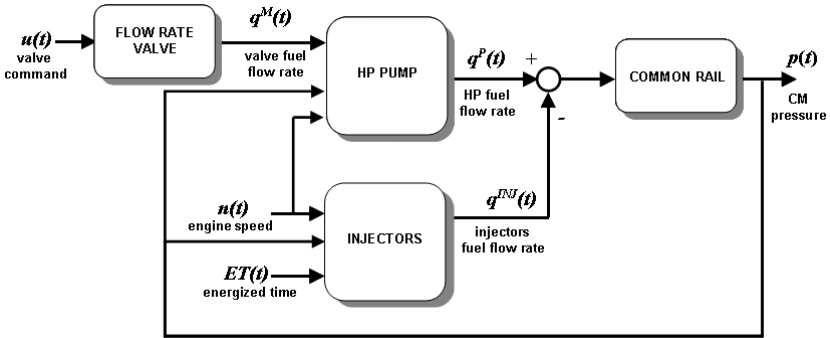 u(t)
valve
command
FLOW RATE
VALVE
q^M(t)
valve fuel
flow rate
HP PUMP
q^P(t)
HP fuel
flow rate
+
-
COMMON RAIL
p(t)
CM
pressure
n(t)
engine speed
ET(t)
energized time
INJECTORS
q^INJ(t)
injectors
fuel flow rate